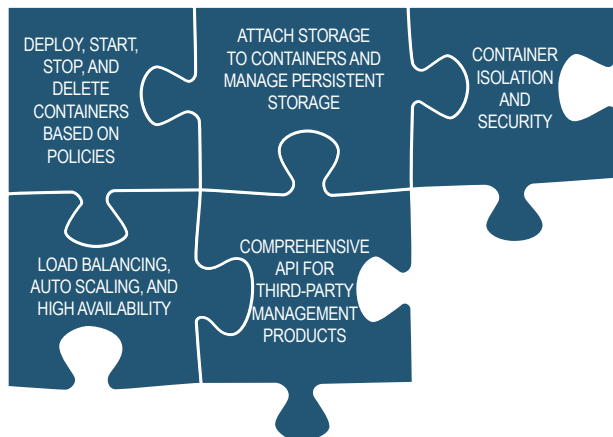 DEPLOY, START,
STOP, AND
DELETE
CONTAINERS
BASED ON
POLICIES
ATTACH STORAGE
TO CONTAINERS AND
MANAGE PERSISTENT
STORAGE
CONTAINER
ISOLATION
AND
SECURITY
LOAD BALANCING,
AUTO SCALING, AND
HIGH AVAILABILITY
COMPREHENSIVE
API FOR
THIRD-PARTY
MANAGEMENT
PRODUCTS